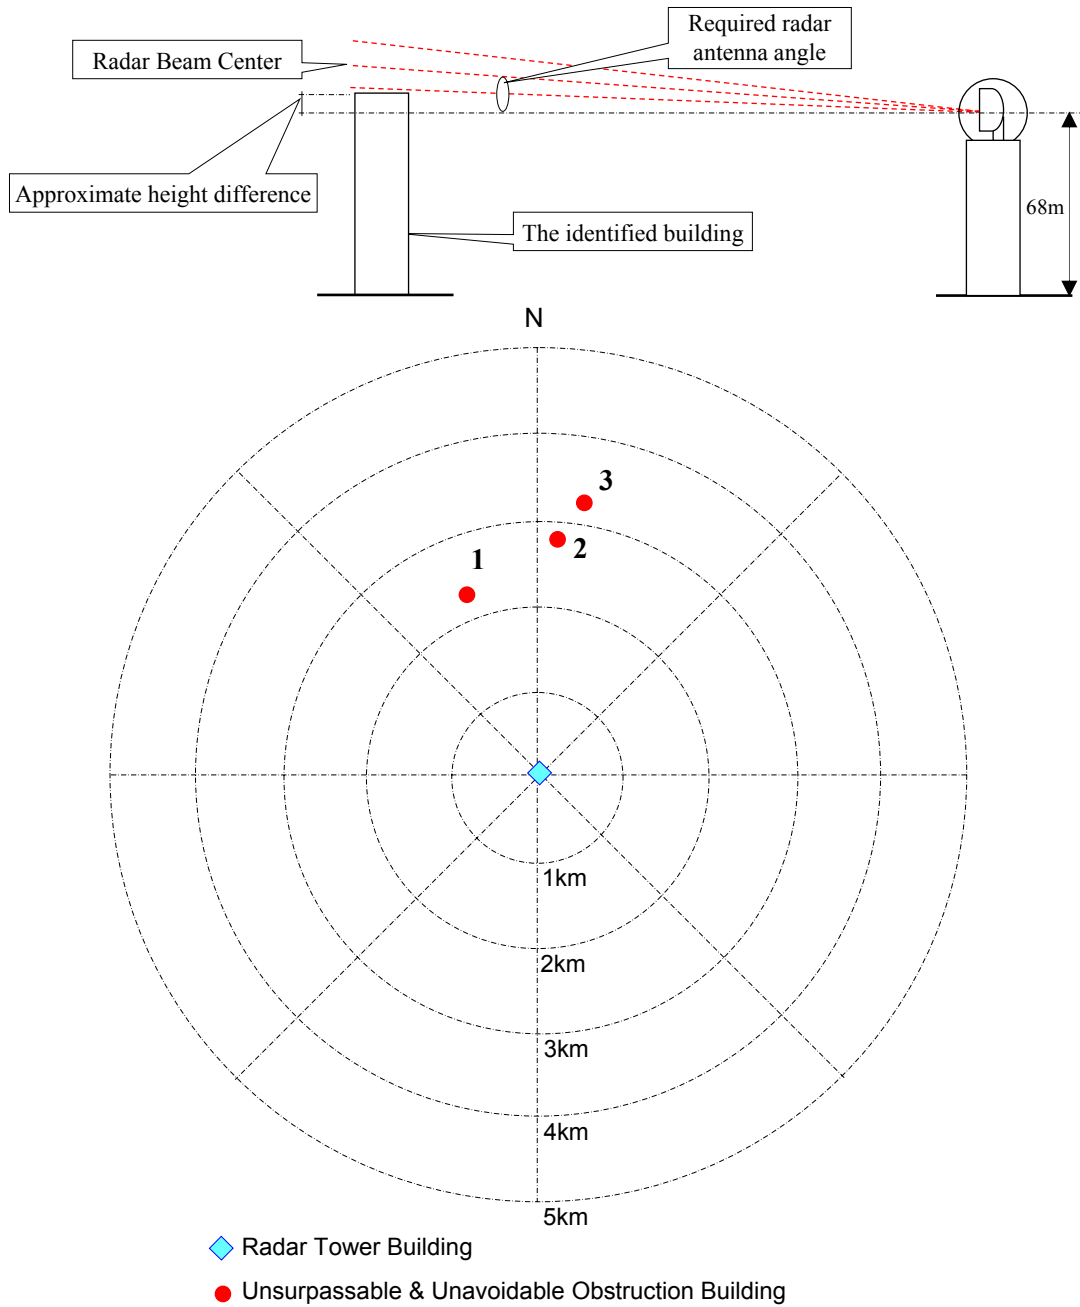 Required radar
antenna angle
Radar Beam Center
Approximate height difference
68m
The identified building
N
3
2
1
1km
2km
3km
4km
5km
Radar Tower Building
Unsurpassable & Unavoidable Obstruction Building